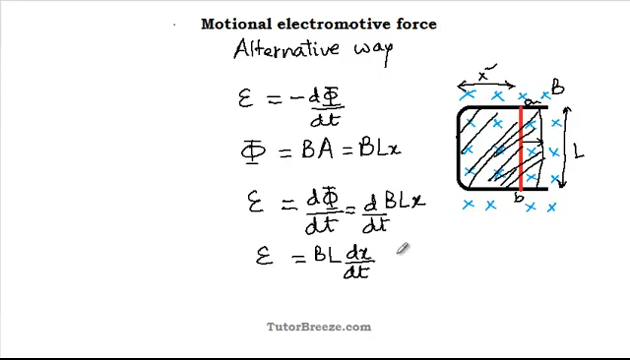 Motional electromotive force
Alternative way
ε = -dΦ/dt
Φ = BA = BLx
ε = dΦ/dt = d/dt BLx
ε = BL dx/dt
x
B
a
L
b
TutorBreeze.com